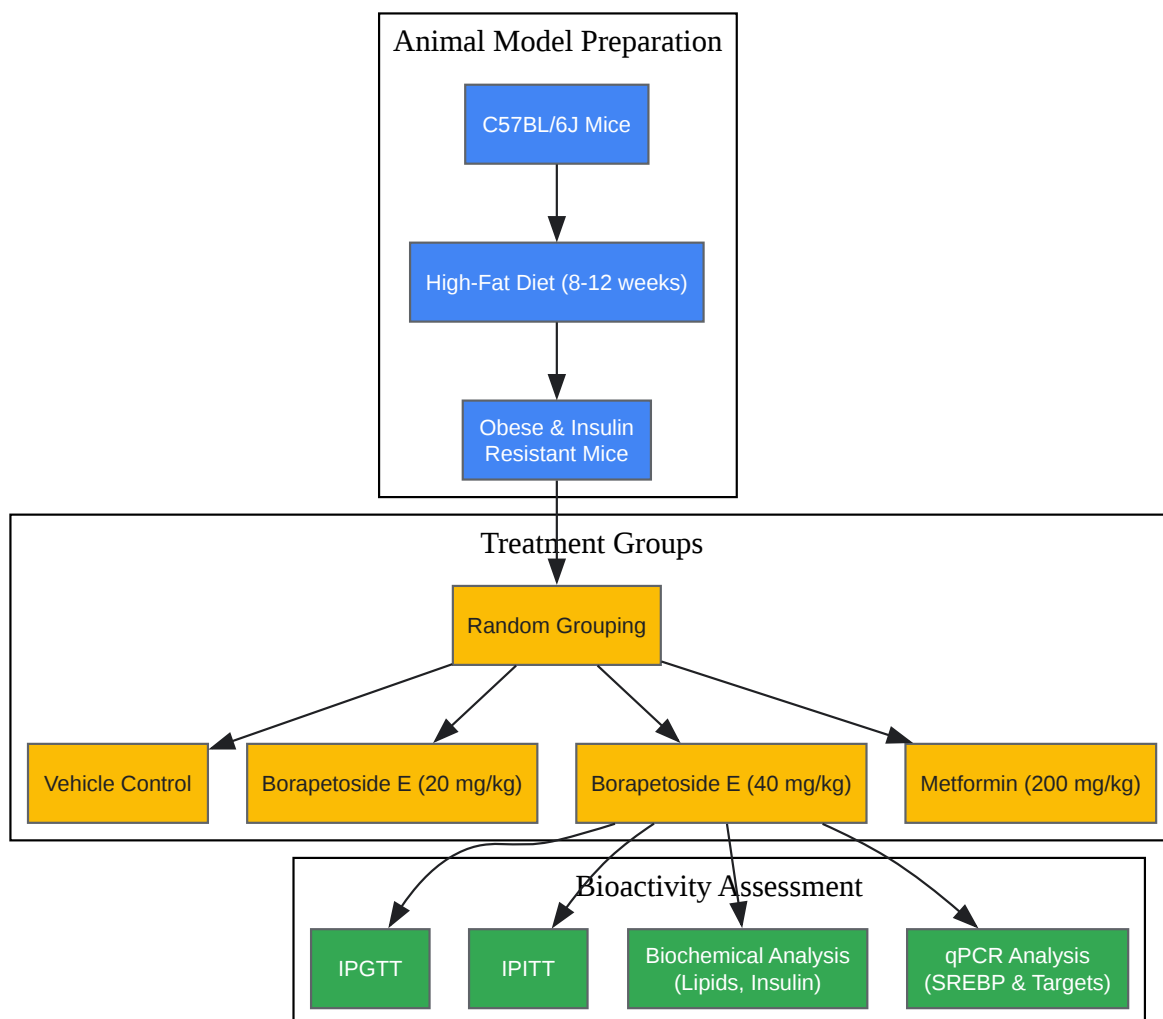 Animal Model Preparation
C57BL/6J Mice
High-Fat Diet (8-12 weeks)
Obese & Insulin
Resistant Mice
Treatment Groups
Random Grouping
Vehicle Control
Borapetoside E (20 mg/kg)
Borapetoside E (40 mg/kg)
Metformin (200 mg/kg)
Bioactivity Assessment
IPGTT
IPITT
Biochemical Analysis
(Lipids, Insulin)
qPCR Analysis
(SREBP & Targets)